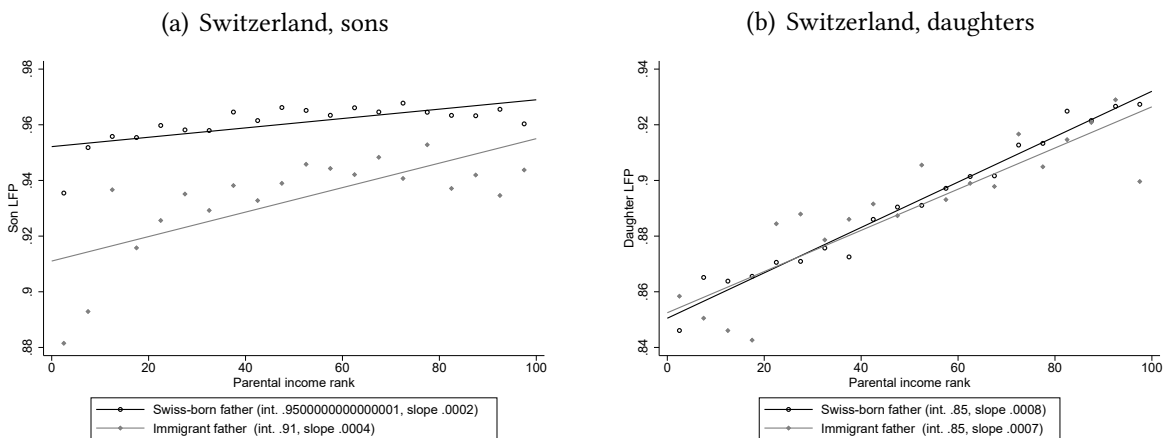 (a) Switzerland, sons
.98
.96
.94
.92
.9
.88
Son LFP
0 20 40 60 80 100
Parental income rank
Swiss-born father (int. .9500000000000001, slope .0002)
Immigrant father (int. .91, slope .0004)
(b) Switzerland, daughters
.94
.92
.9
.88
.86
.84
Daughter LFP
0 20 40 60 80 100
Parental income rank
Swiss-born father (int. .85, slope .0008)
Immigrant father (int. .85, slope .0007)